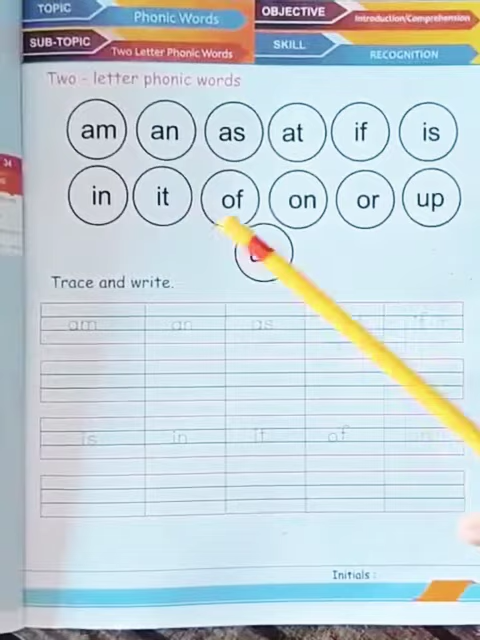 TOPIC Phonic Words OBJECTIVE Introduction/Comprehension
SUB-TOPIC Two Letter Phonic Words SKILL RECOGNITION
Two - letter phonic words
am an as at if is
in it of on or up
Trace and write.
am an as if
is in it of
Initials :
34